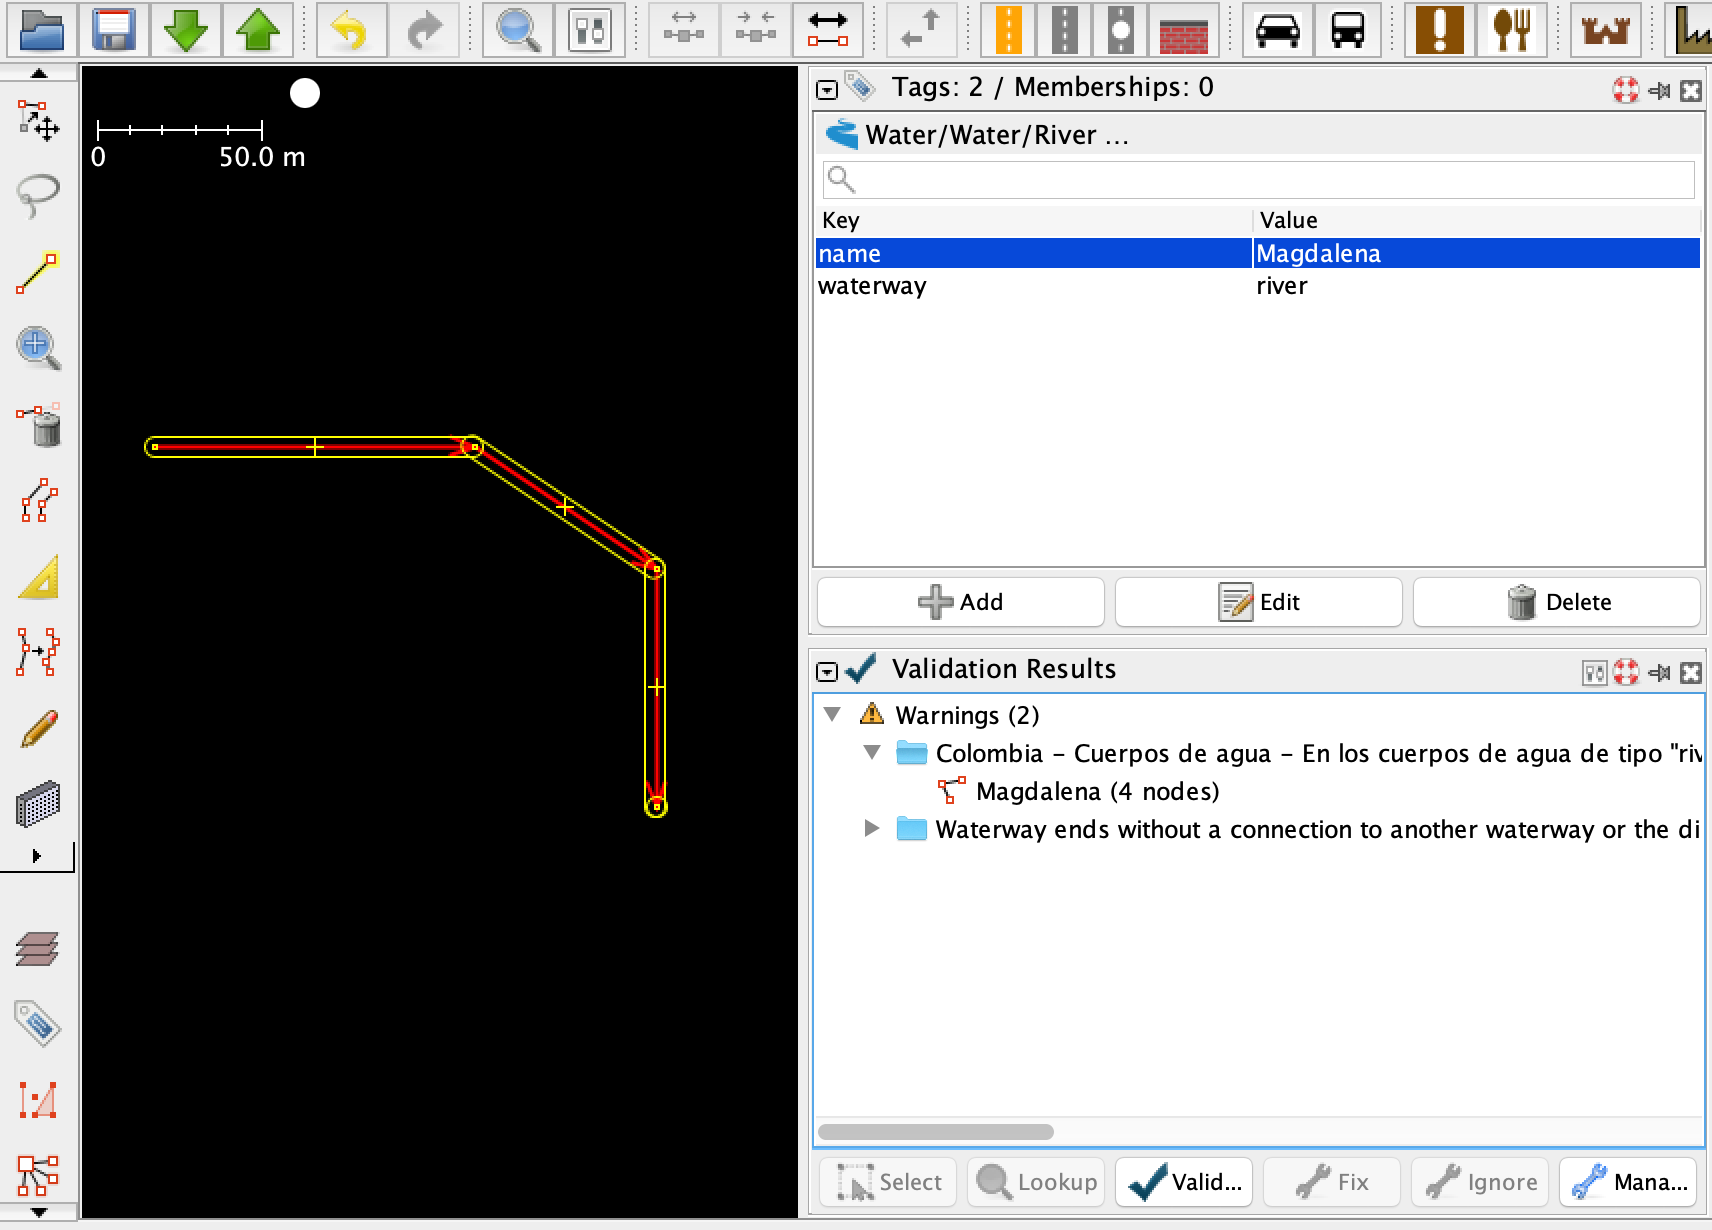 0
50.0 m
Tags: 2 / Memberships: 0
Water/Water/River ...
Key Value
name Magdalena
waterway river
Add Edit Delete
Validation Results
Warnings (2)
Colombia – Cuerpos de agua – En los cuerpos de agua de tipo "riv
Magdalena (4 nodes)
Waterway ends without a connection to another waterway or the di
Select Lookup Valid... Fix Ignore Mana...